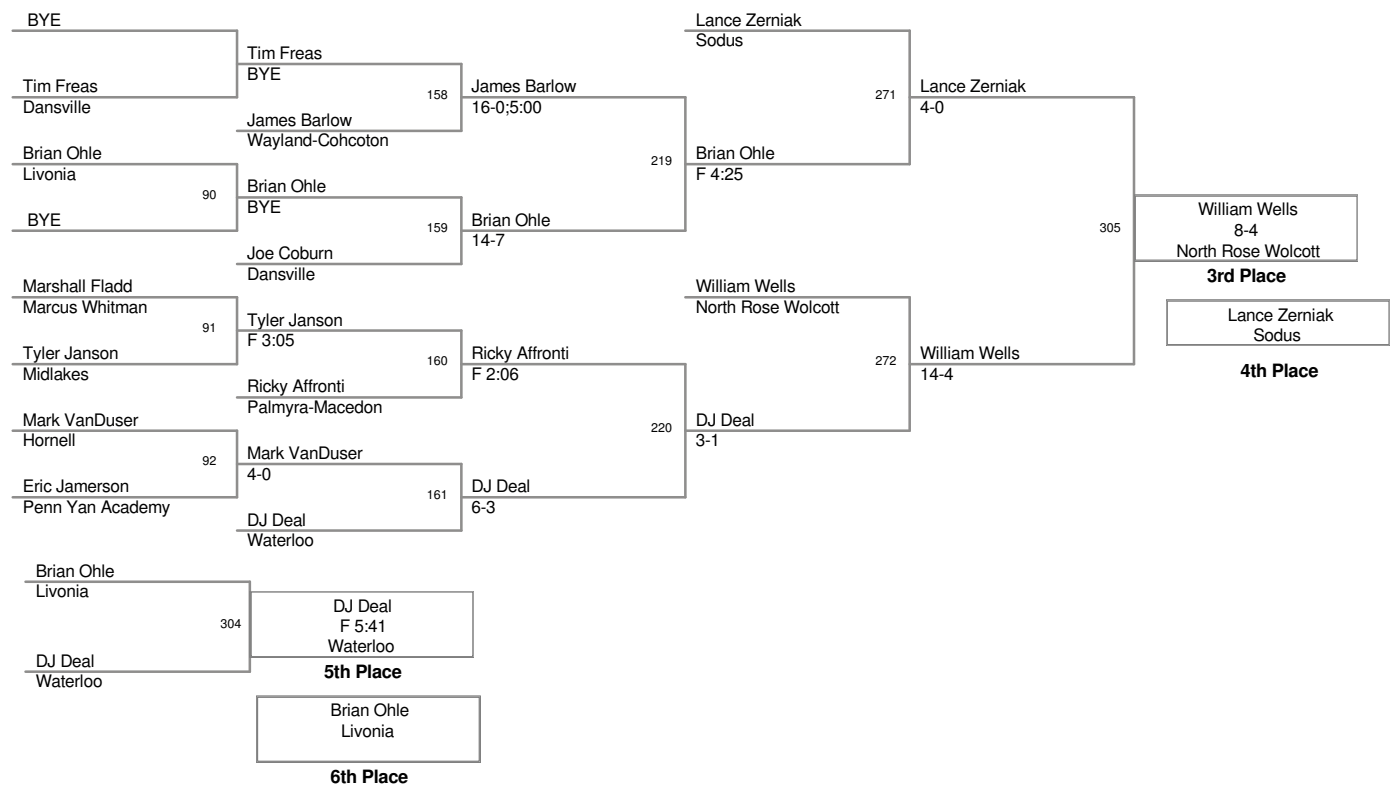 BYE
Tim Freas
Dansville
Brian Ohle
Livonia
90
BYE
Marshall Fladd
Marcus Whitman
91
Tyler Janson
Midlakes
Mark VanDuser
Hornell
92
Eric Jamerson
Penn Yan Academy
Tim Freas
BYE
158
James Barlow
Wayland-Cohcoton
Brian Ohle
BYE
159
Joe Coburn
Dansville
Tyler Janson
F 3:05
160
Ricky Affronti
Palmyra-Macedon
Mark VanDuser
4-0
161
DJ Deal
Waterloo
James Barlow
16-0;5:00
219
Brian Ohle
14-7
Ricky Affronti
F 2:06
220
DJ Deal
6-3
Lance Zerniak
Sodus
271
Brian Ohle
F 4:25
William Wells
North Rose Wolcott
272
DJ Deal
3-1
Lance Zerniak
4-0
305
William Wells
14-4
William Wells
8-4
North Rose Wolcott
3rd Place
Lance Zerniak
Sodus
4th Place
Brian Ohle
Livonia
304
DJ Deal
Waterloo
DJ Deal
F 5:41
Waterloo
5th Place
Brian Ohle
Livonia
6th Place